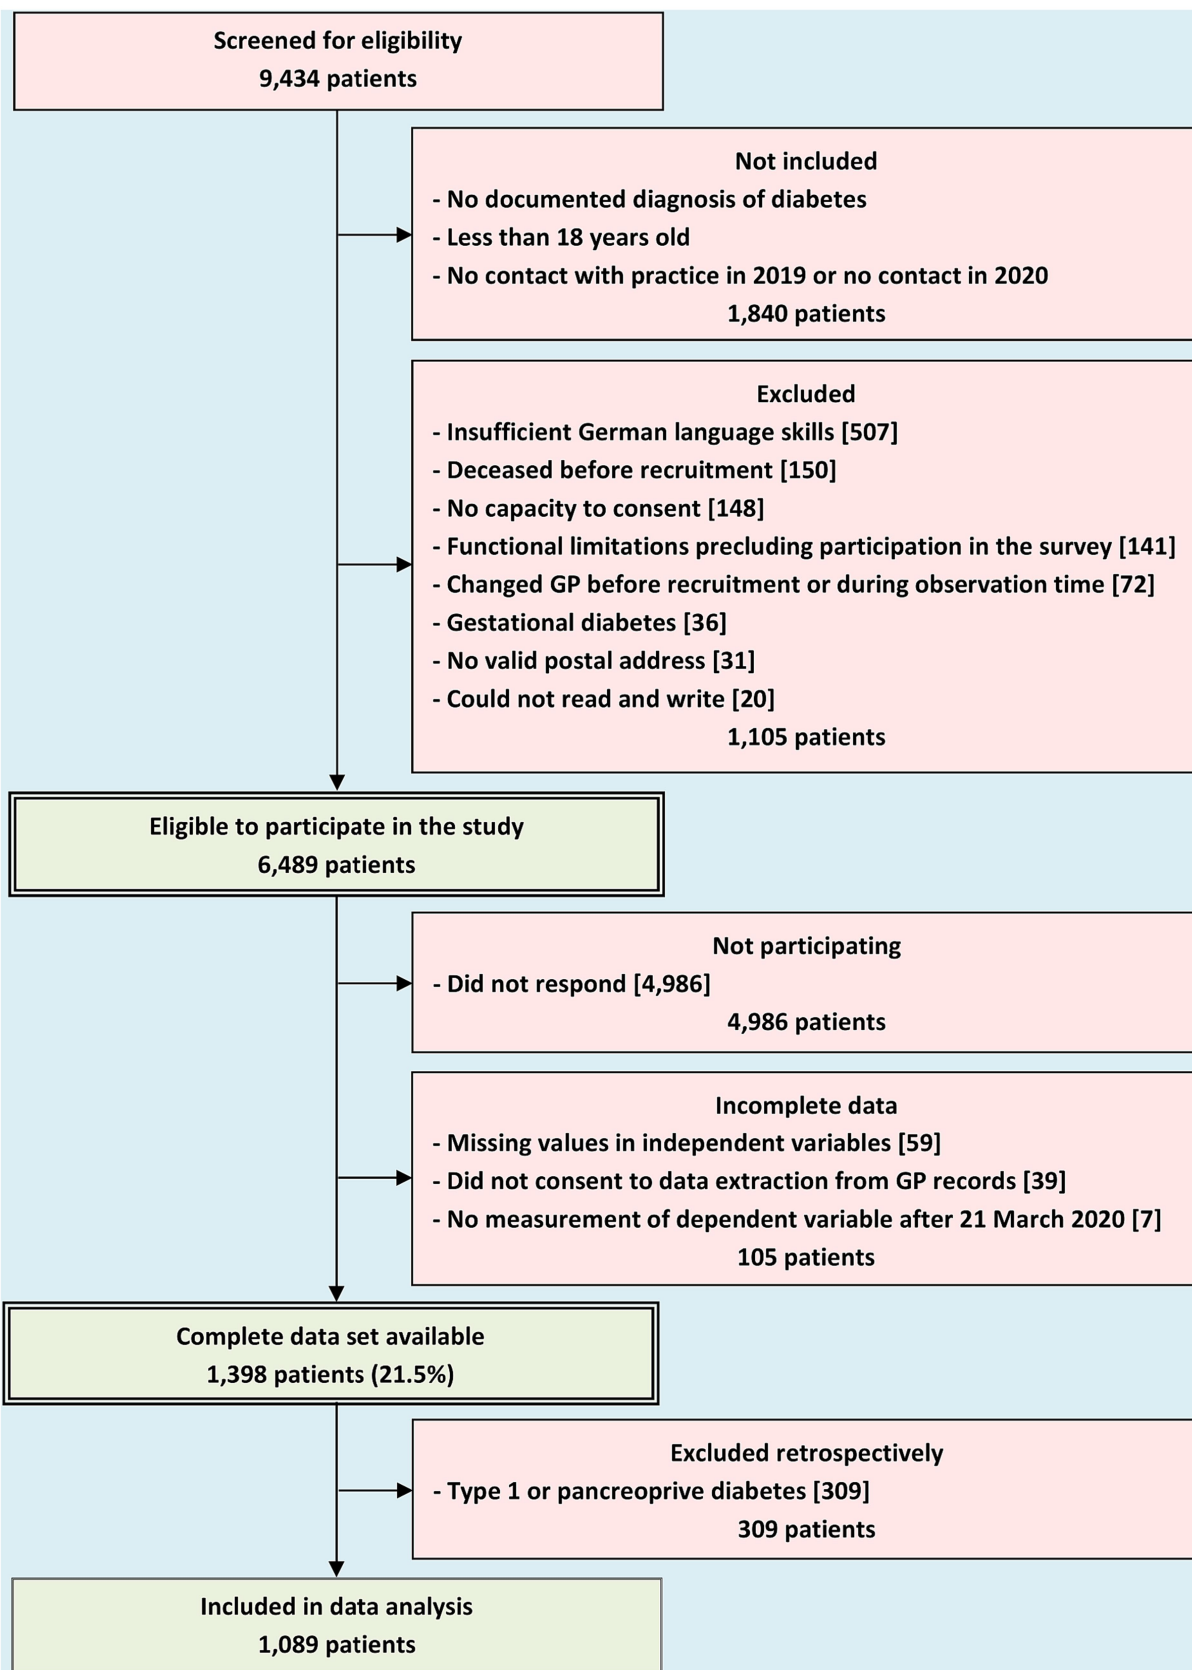 Screened for eligibility
9,434 patients
Not included
- No documented diagnosis of diabetes
- Less than 18 years old
- No contact with practice in 2019 or no contact in 2020
1,840 patients
Excluded
- Insufficient German language skills [507]
- Deceased before recruitment [150]
- No capacity to consent [148]
- Functional limitations precluding participation in the survey [141]
- Changed GP before recruitment or during observation time [72]
- Gestational diabetes [36]
- No valid postal address [31]
- Could not read and write [20]
1,105 patients
Eligible to participate in the study
6,489 patients
Not participating
- Did not respond [4,986]
4,986 patients
Incomplete data
- Missing values in independent variables [59]
- Did not consent to data extraction from GP records [39]
- No measurement of dependent variable after 21 March 2020 [7]
105 patients
Complete data set available
1,398 patients (21.5%)
Excluded retrospectively
- Type 1 or pancreoprive diabetes [309]
309 patients
Included in data analysis
1,089 patients